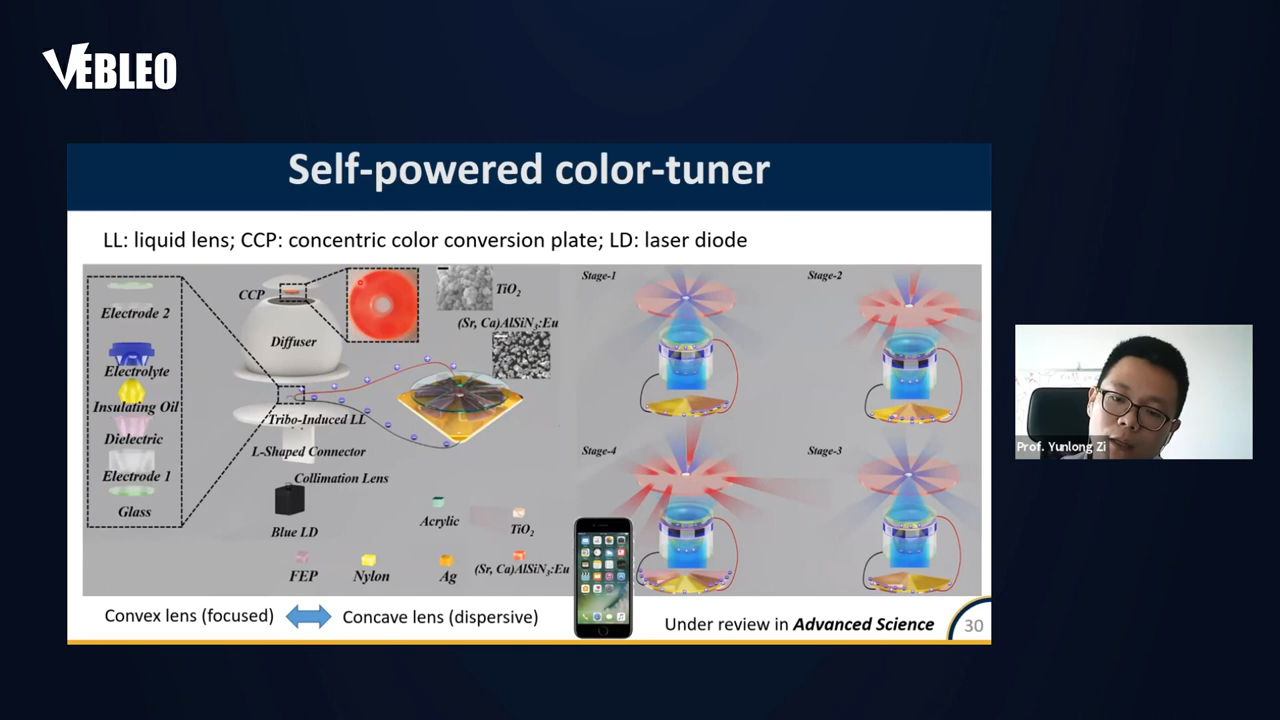 VEBLEO
Self-powered color-tuner
LL: liquid lens; CCP: concentric color conversion plate; LD: laser diode
Electrode 2
Electrolyte
Insulating Oil
Dielectric
Electrode 1
Glass
CCP
Diffuser
TiO2
(Sr, Ca)AlSiN3:Eu
Tribo-Induced LL
L-Shaped Connector
Collimation Lens
Blue LD
Acrylic
TiO2
FEP
Nylon
Ag
(Sr, Ca)AlSiN3:Eu
Stage-1
Stage-2
Stage-4
Stage-3
Convex lens (focused)
Concave lens (dispersive)
Under review in Advanced Science
30
Prof. Yunlong Zi